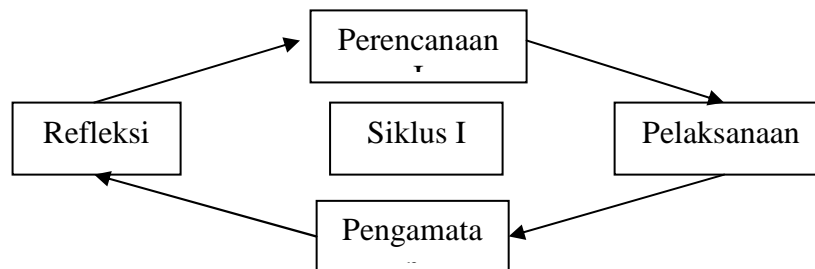 Perencanaan
Refleksi
Siklus I
Pelaksanaan
Pengamata